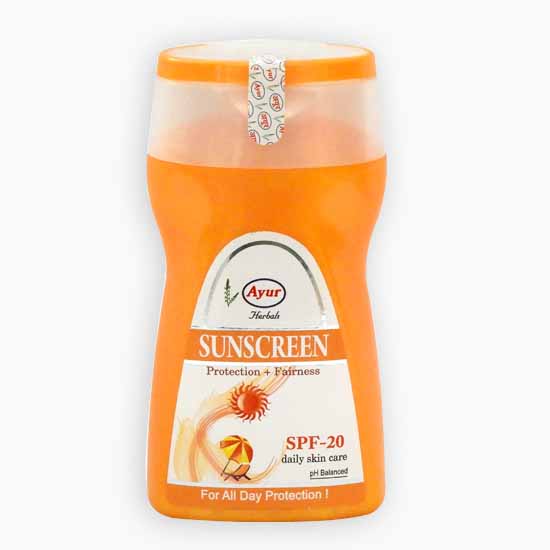 Ayur
Herbals
SUNSCREEN
Protection + Fairness
SPF-20
daily skin care
pH Balanced
For All Day Protection !